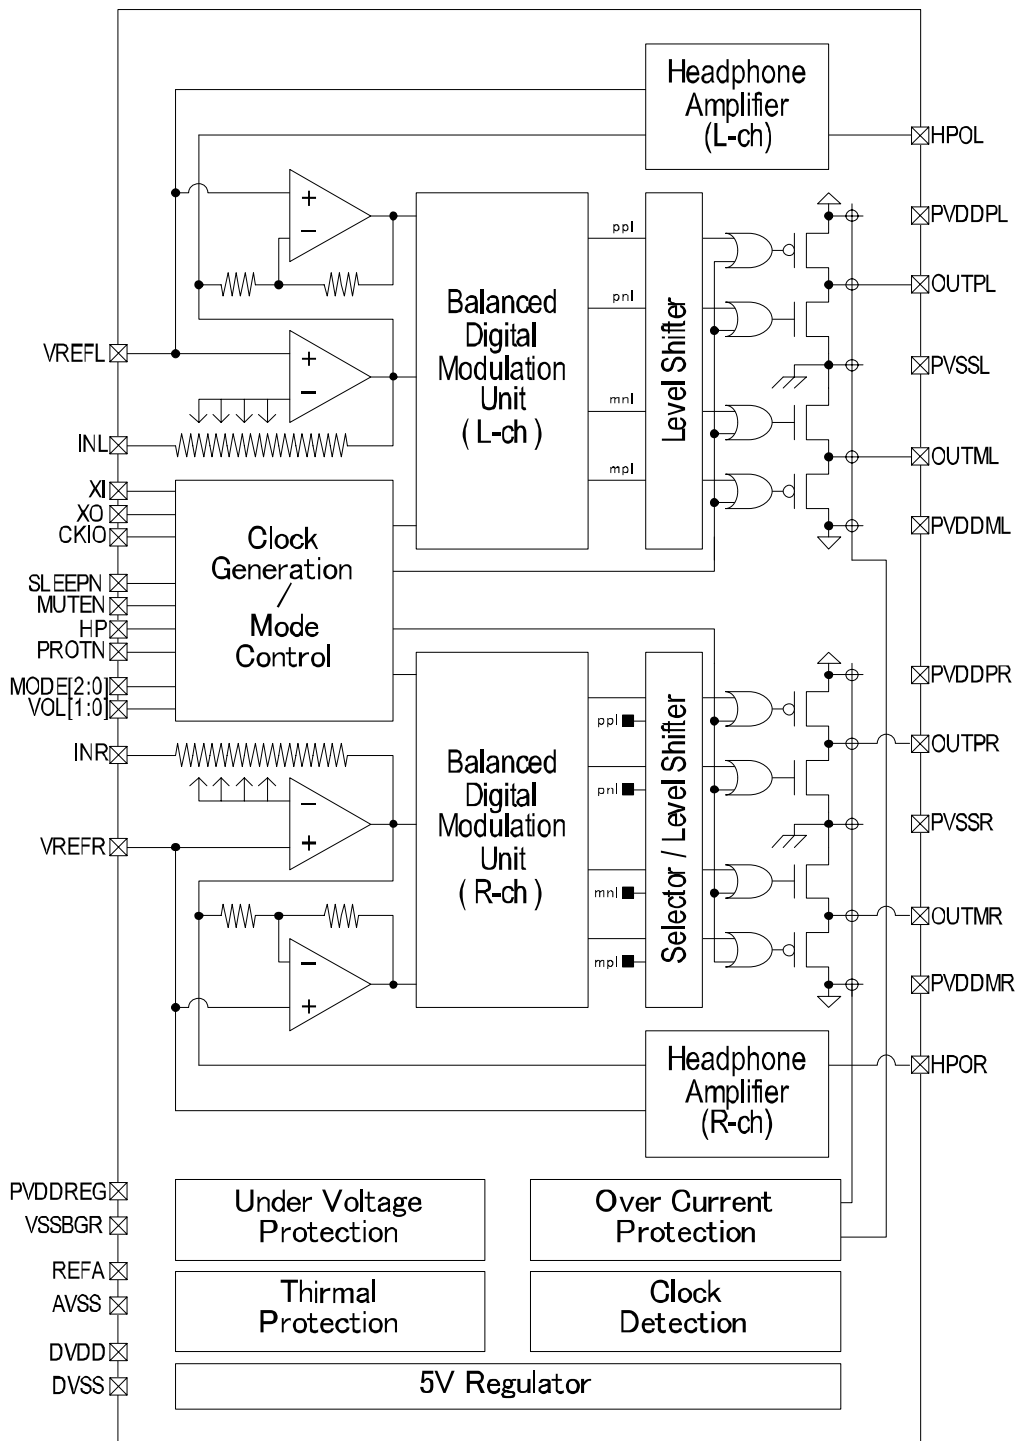 Headphone
Amplifier
(L-ch)
HPOL
+
−
PVDDPL
ppl
OUTPL
pnl
Balanced
Digital
Modulation
Unit
( L-ch )
Level Shifter
VREFL
+
−
PVSSL
INL
mnl
OUTML
mpl
XI
XO
CKIO
PVDDML
Clock
Generation
/
Mode
Control
SLEEPN
MUTEN
HP
PROTN
MODE[2:0]
VOL[1:0]
PVDDPR
ppl
INR
OUTPR
Balanced
Digital
Modulation
Unit
( R-ch )
Selector / Level Shifter
pnl
−
+
VREFR
PVSSR
mnl
OUTMR
mpl
−
+
PVDDMR
Headphone
Amplifier
(R-ch)
HPOR
PVDDREG
VSSBGR
Under Voltage
Protection
Over Current
Protection
REFA
AVSS
Thirmal
Protection
Clock
Detection
DVDD
DVSS
5V Regulator